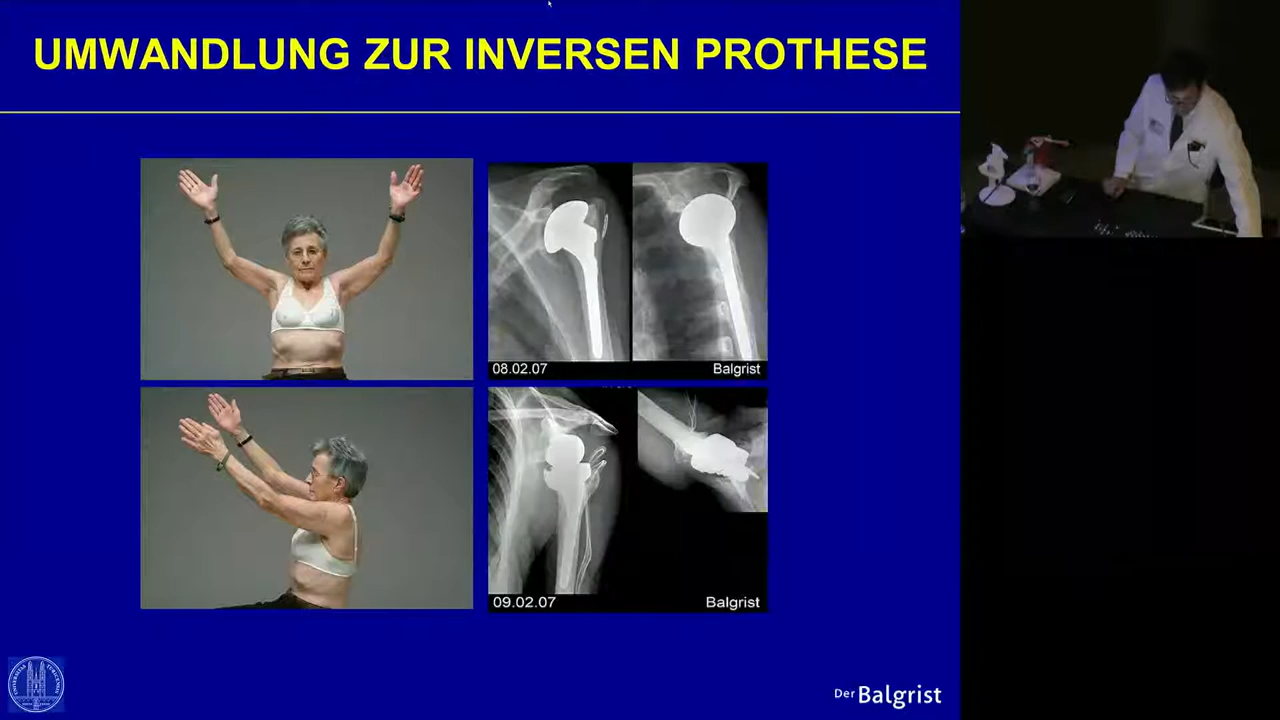 UMWANDLUNG ZUR INVERSEN PROTHESE
08.02.07 Balgrist
09.02.07 Balgrist
Der Balgrist